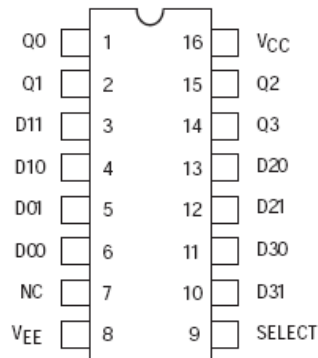 Q0 1 16 VCC
Q1 2 15 Q2
D11 3 14 Q3
D10 4 13 D20
D01 5 12 D21
D00 6 11 D30
NC 7 10 D31
VEE 8 9 SELECT